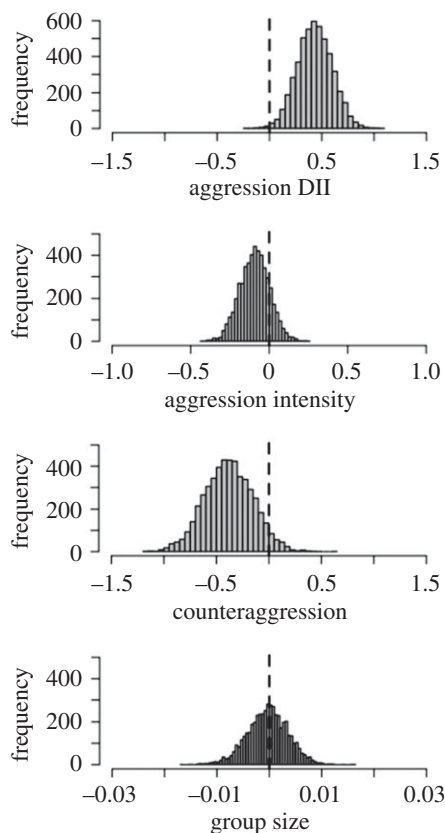 600
400
200
0
frequency
–1.5 –0.5 0.5 1.5
aggression DII
400
200
0
frequency
–1.0 –0.5 0 0.5 1.0
aggression intensity
400
200
0
frequency
–1.5 –0.5 0.5 1.5
counteraggression
400
200
0
frequency
–0.03 –0.01 0.01 0.03
group size